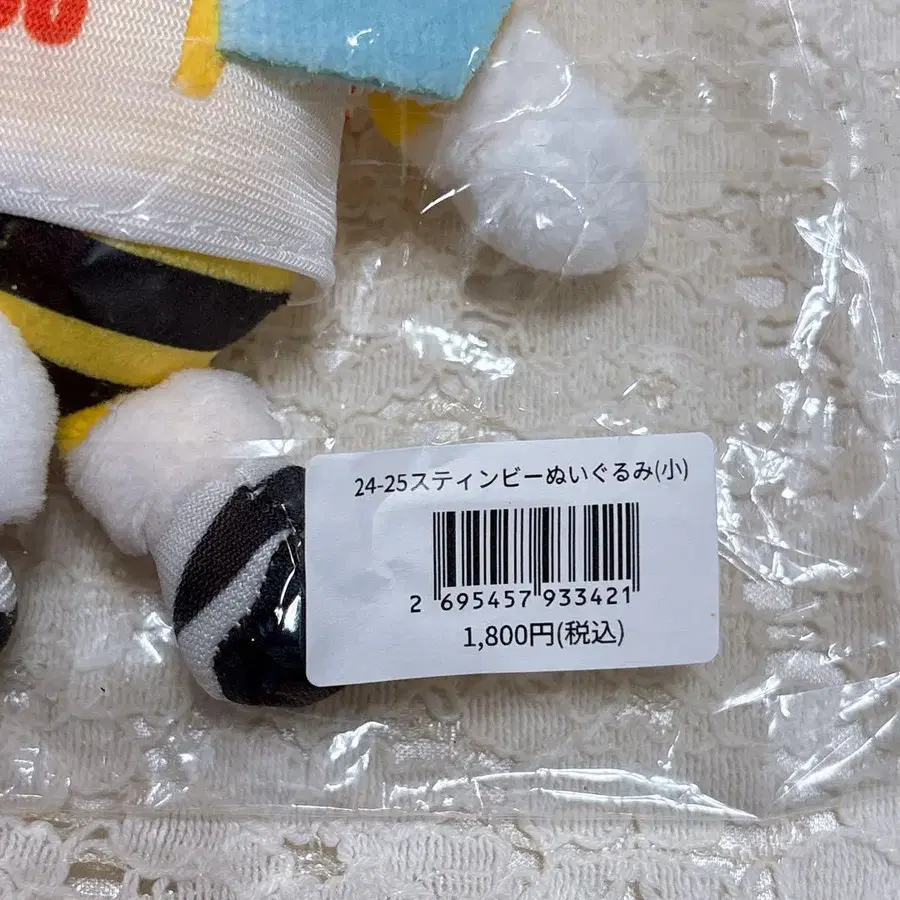 24-25スティンビーぬいぐるみ(小)
2 695457 933421
1,800円(税込)